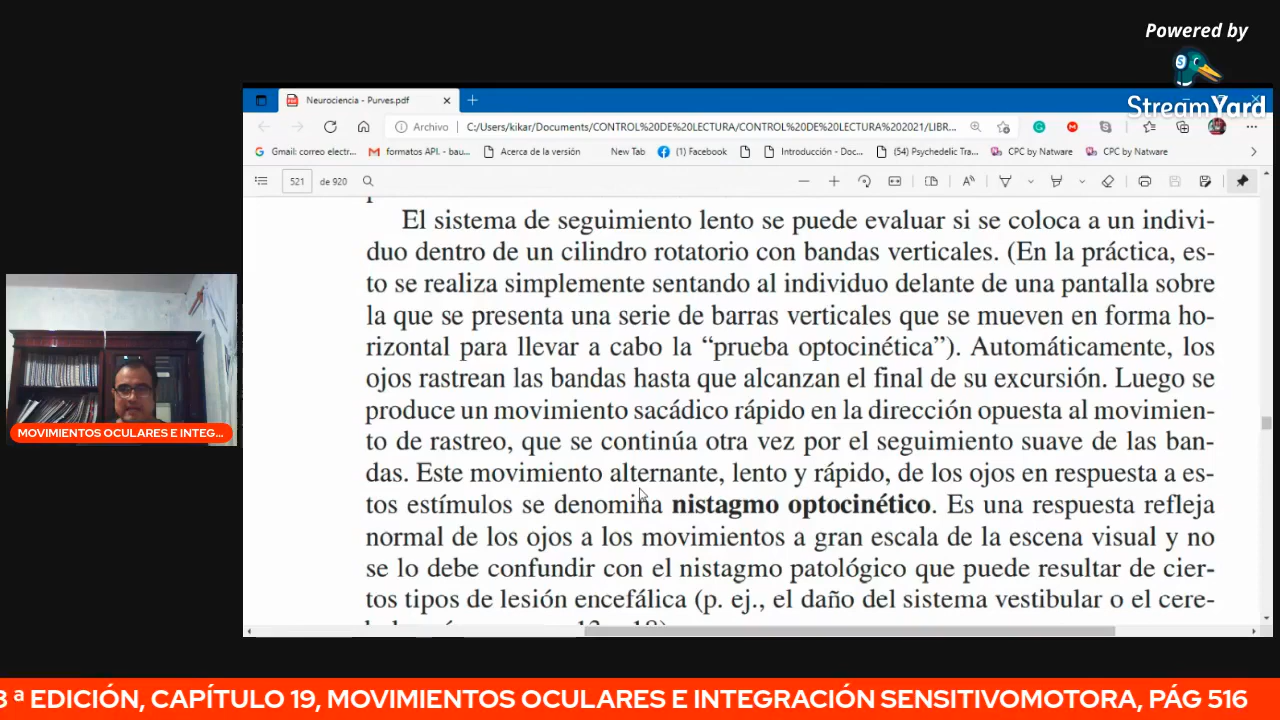 Powered by
StreamYard
Neurociencia - Purves.pdf
Archivo
C:/Users/kikar/Documents/CONTROL%20DE%20LECTURA/CONTROL%20DE%20LECTURA%202021/LIBR...
Gmail: correo electr...
formatos API. - bau...
Acerca de la versión
New Tab
(1) Facebook
Introducción - Doc...
(54) Psychedelic Tra...
CPC by Natware
CPC by Natware
521
de 920
El sistema de seguimiento lento se puede evaluar si se coloca a un indivi-
duo dentro de un cilindro rotatorio con bandas verticales. (En la práctica, es-
to se realiza simplemente sentando al individuo delante de una pantalla sobre
la que se presenta una serie de barras verticales que se mueven en forma ho-
rizontal para llevar a cabo la “prueba optocinética”). Automáticamente, los
ojos rastrean las bandas hasta que alcanzan el final de su excursión. Luego se
produce un movimiento sacádico rápido en la dirección opuesta al movimien-
to de rastreo, que se continúa otra vez por el seguimiento suave de las ban-
das. Este movimiento alternante, lento y rápido, de los ojos en respuesta a es-
tos estímulos se denomina nistagmo optocinético. Es una respuesta refleja
normal de los ojos a los movimientos a gran escala de la escena visual y no
se lo debe confundir con el nistagmo patológico que puede resultar de cier-
tos tipos de lesión encefálica (p. ej., el daño del sistema vestibular o el cere-
MOVIMIENTOS OCULARES E INTEG...
3 ª EDICIÓN, CAPÍTULO 19, MOVIMIENTOS OCULARES E INTEGRACIÓN SENSITIVOMOTORA, PÁG 516